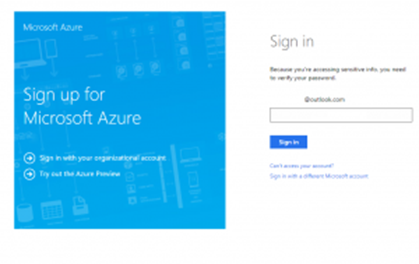 Microsoft Azure
Sign up for
Microsoft Azure
Sign in with your organizational account
Try out the Azure Preview
Sign in
Because you're accessing sensitive info, you need
to verify your password.
@outlook.com
Sign in
Can't access your account?
Sign in with a different Microsoft account